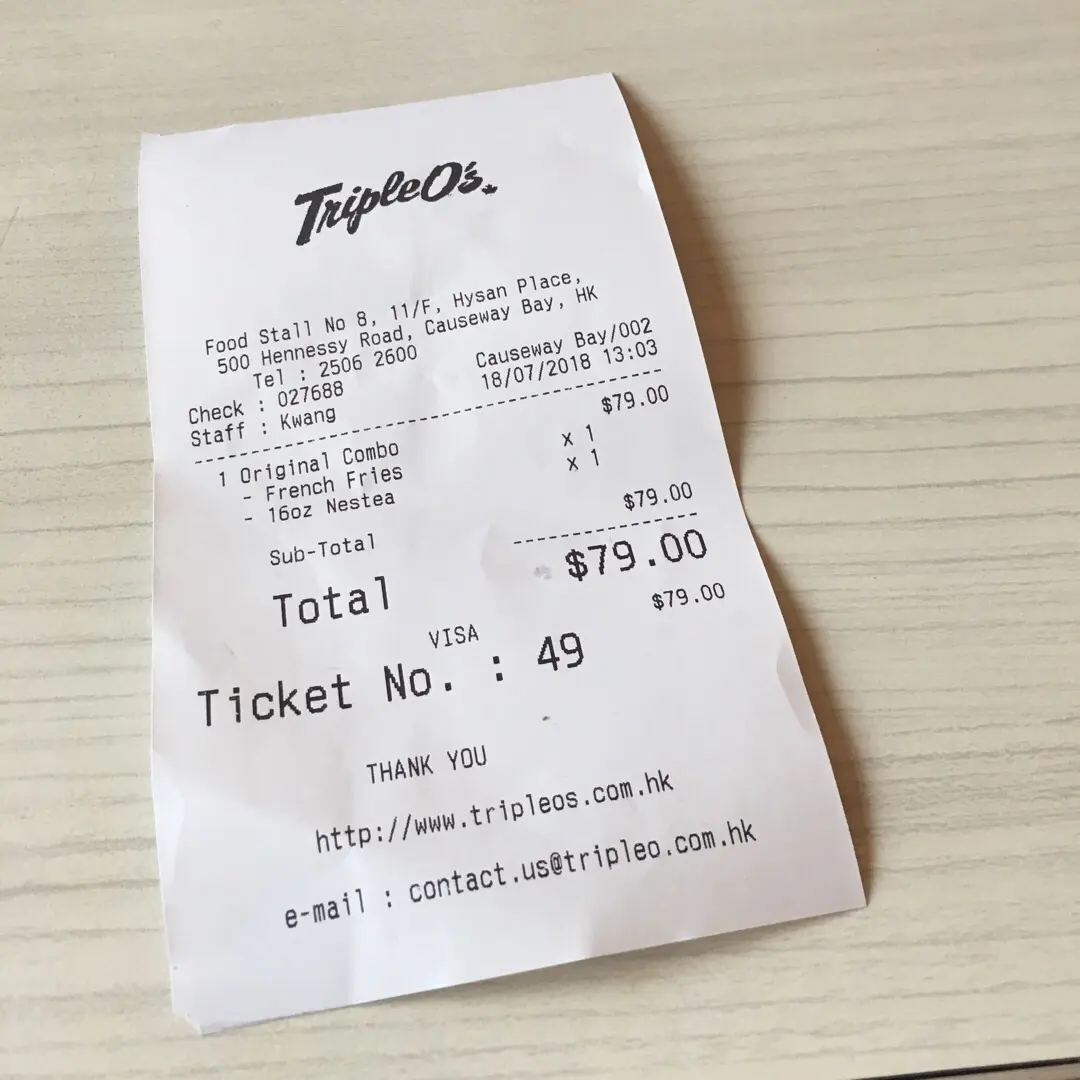 TripleO's
Food Stall No 8, 11/F, Hysan Place,
500 Hennessy Road, Causeway Bay, HK
Tel : 2506 2600
Check : 027688 Causeway Bay/002
Staff : Kwang 18/07/2018 13:03
1 Original Combo $79.00
- French Fries x 1
- 16oz Nestea x 1
Sub-Total $79.00
Total $79.00
VISA $79.00
Ticket No. : 49
THANK YOU
http://www.tripleos.com.hk
e-mail : contact.us@tripleo.com.hk